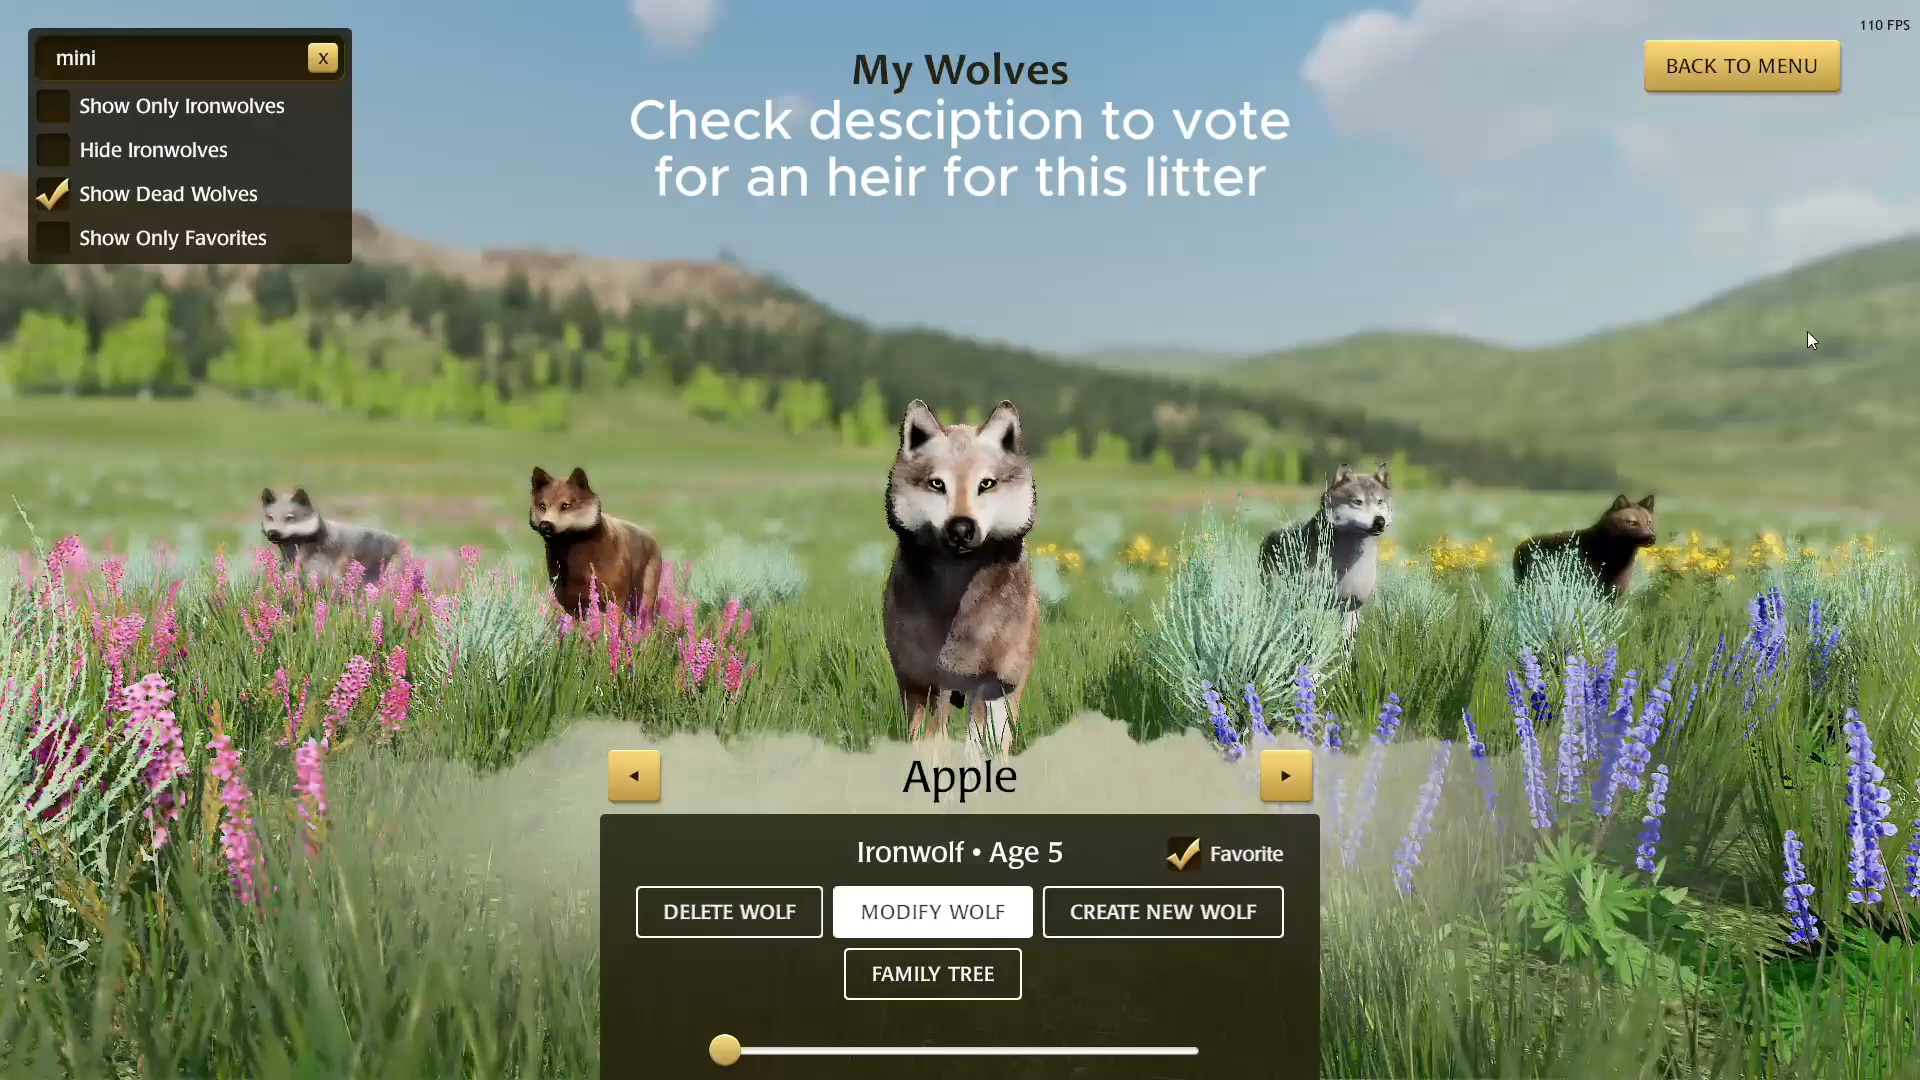 110 FPS
mini
X
Show Only Ironwolves
Hide Ironwolves
Show Dead Wolves
Show Only Favorites
My Wolves
BACK TO MENU
Check desciption to vote
for an heir for this litter
Apple
Ironwolf • Age 5
Favorite
DELETE WOLF
MODIFY WOLF
CREATE NEW WOLF
FAMILY TREE